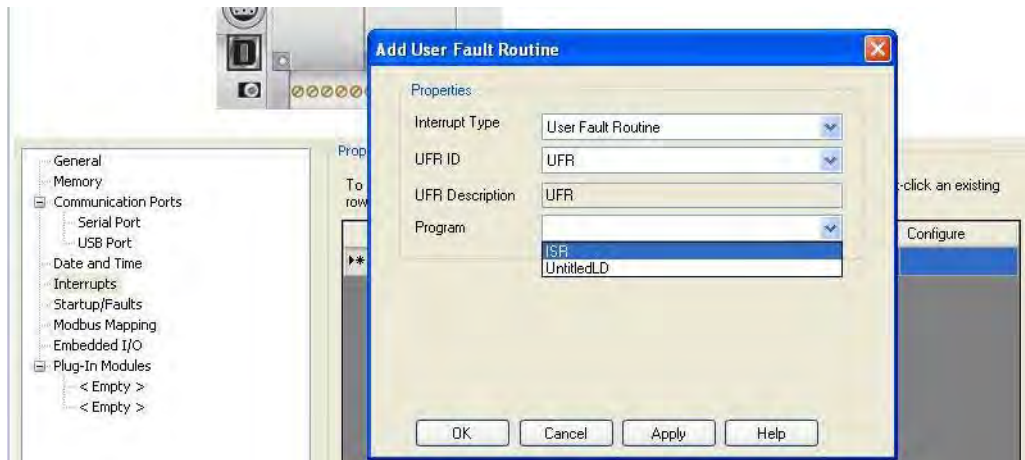 Add User Fault Routine
Properties
Interrupt Type
User Fault Routine
UFR ID
UFR
UFR Description
UFR
Program
ISR
UntitledLD
OK
Cancel
Apply
Help
General
Memory
Communication Ports
Serial Port
USB Port
Date and Time
Interrupts
Startup/Faults
Modbus Mapping
Embedded I/O
Plug-In Modules
< Empty >
< Empty >
Prop
To
row
-click an existing
Configure